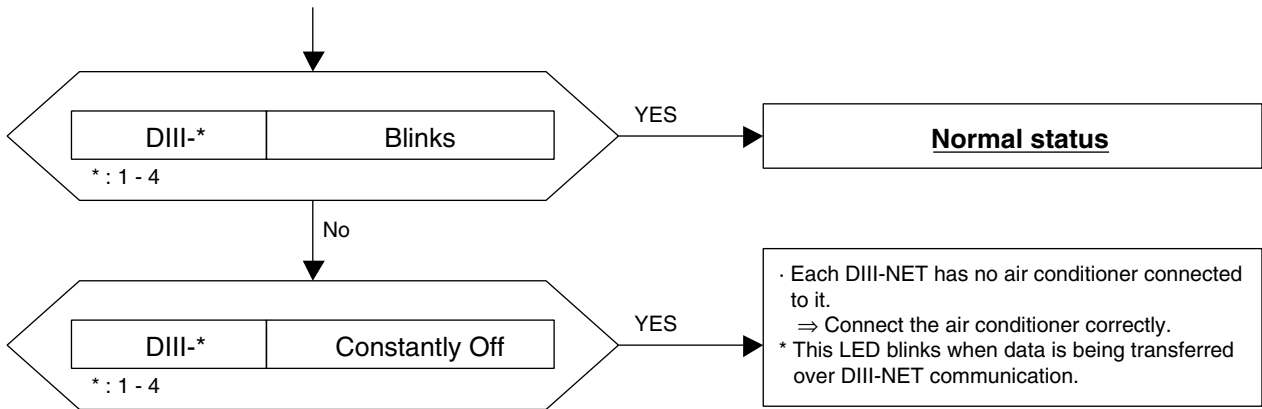 DIII-* Blinks
* : 1 - 4
YES
Normal status
No
DIII-* Constantly Off
* : 1 - 4
YES
· Each DIII-NET has no air conditioner connected
to it.
⇒ Connect the air conditioner correctly.
* This LED blinks when data is being transferred
over DIII-NET communication.